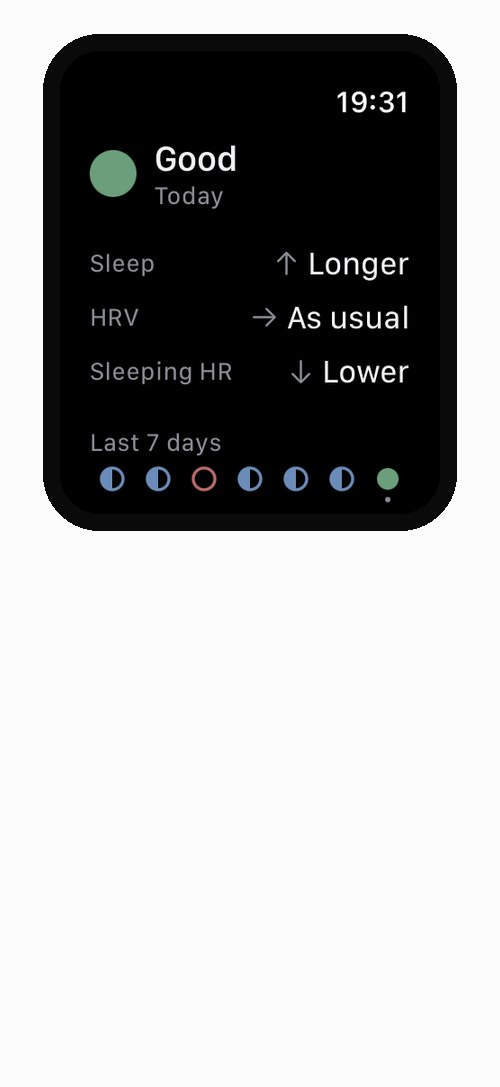 19:31
Good
Today
Sleep ↑ Longer
HRV → As usual
Sleeping HR ↓ Lower
Last 7 days